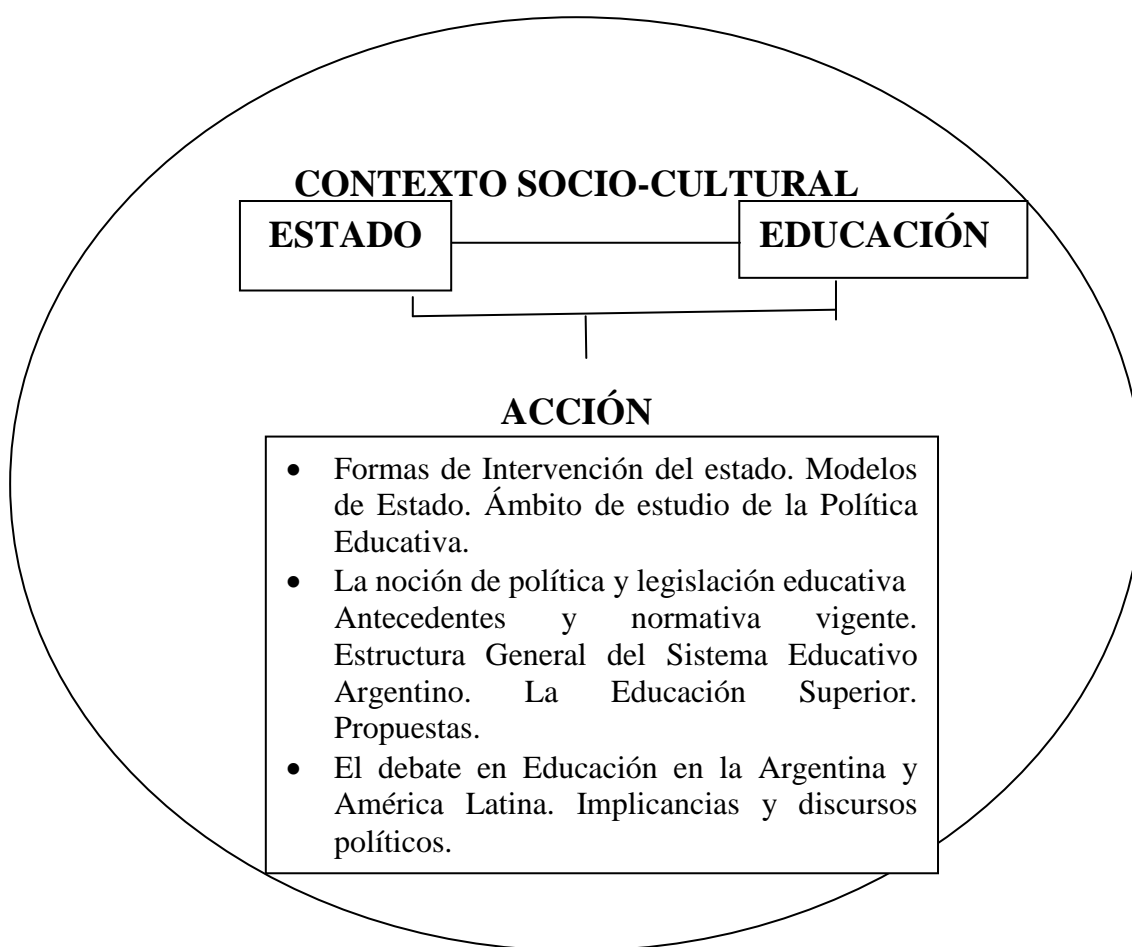 CONTEXTO SOCIO-CULTURAL
ESTADO
EDUCACIÓN
ACCIÓN
• Formas de Intervención del estado. Modelos
de Estado. Ámbito de estudio de la Política
Educativa.
• La noción de política y legislación educativa
Antecedentes y normativa vigente.
Estructura General del Sistema Educativo
Argentino. La Educación Superior.
Propuestas.
• El debate en Educación en la Argentina y
América Latina. Implicancias y discursos
políticos.